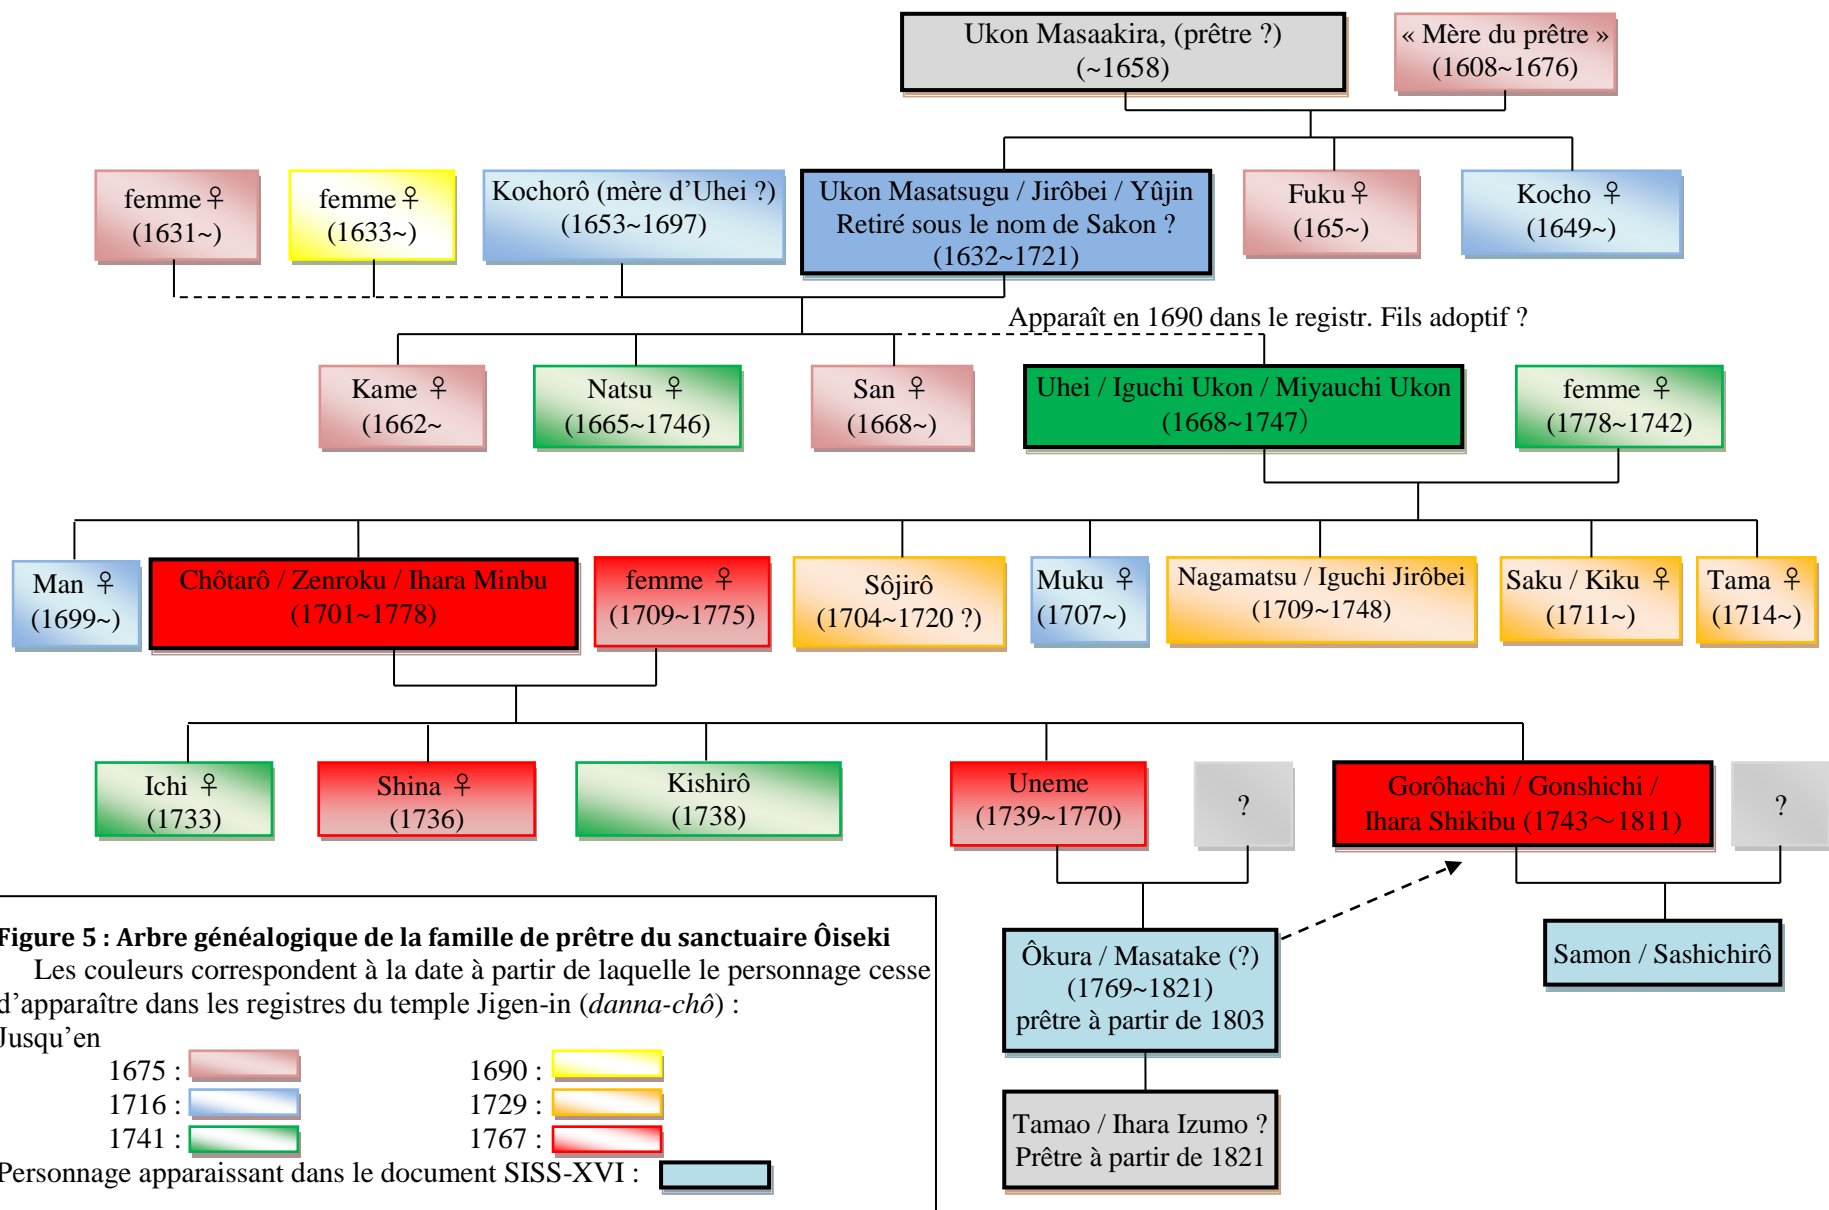 Ukon Masaakira, (prêtre ?)
(~1658)
« Mère du prêtre »
(1608~1676)
femme ♀
(1631~)
femme ♀
(1633~)
Kochorô (mère d’Uhei ?)
(1653~1697)
Ukon Masatsugu / Jirôbei / Yûjin
Retiré sous le nom de Sakon ?
(1632~1721)
Fuku ♀
(165~)
Kocho ♀
(1649~)
Apparaît en 1690 dans le registr. Fils adoptif ?
Kame ♀
(1662~
Natsu ♀
(1665~1746)
San ♀
(1668~)
Uhei / Iguchi Ukon / Miyauchi Ukon
(1668~1747)
femme ♀
(1778~1742)
Man ♀
(1699~)
Chôtarô / Zenroku / Ihara Minbu
(1701~1778)
femme ♀
(1709~1775)
Sôjirô
(1704~1720 ?)
Muku ♀
(1707~)
Nagamatsu / Iguchi Jirôbei
(1709~1748)
Saku / Kiku ♀
(1711~)
Tama ♀
(1714~)
Ichi ♀
(1733)
Shina ♀
(1736)
Kishirô
(1738)
Uneme
(1739~1770)
?
Gorôhachi / Gonshichi /
Ihara Shikibu (1743～1811)
?
Ôkura / Masatake (?)
(1769~1821)
prêtre à partir de 1803
Samon / Sashichirô
Tamao / Ihara Izumo ?
Prêtre à partir de 1821
Figure 5 : Arbre généalogique de la famille de prêtre du sanctuaire Ôiseki
Les couleurs correspondent à la date à partir de laquelle le personnage cesse
d’apparaître dans les registres du temple Jigen-in (danna-chô) :
Jusqu’en
1675 :
1690 :
1716 :
1729 :
1741 :
1767 :
Personnage apparaissant dans le document SISS-XVI :